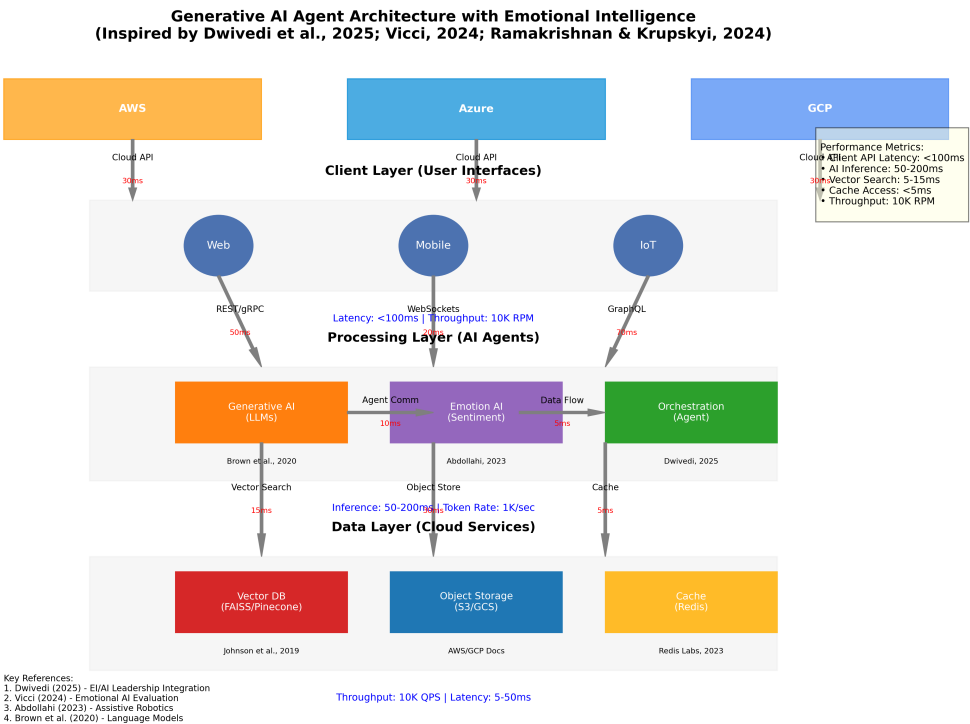 Generative AI Agent Architecture with Emotional Intelligence
(Inspired by Dwivedi et al., 2025; Vicci, 2024; Ramakrishnan & Krupskyi, 2024)
AWS
Azure
GCP
Cloud API
30ms
Cloud API
30ms
Cloud API
30ms
Performance Metrics:
• Client API Latency: <100ms
• AI Inference: 50-200ms
• Vector Search: 5-15ms
• Cache Access: <5ms
• Throughput: 10K RPM
Client Layer (User Interfaces)
Web
Mobile
IoT
REST/gRPC
50ms
WebSockets
20ms
GraphQL
Latency: <100ms | Throughput: 10K RPM
Processing Layer (AI Agents)
Generative AI
(LLMs)
Agent Comm
10ms
Emotion AI
(Sentiment)
Data Flow
5ms
Orchestration
(Agent)
Brown et al., 2020
Abdollahi, 2023
Dwivedi, 2025
Vector Search
15ms
Object Store
Cache
5ms
Inference: 50-200ms | Token Rate: 1K/sec
Data Layer (Cloud Services)
Vector DB
(FAISS/Pinecone)
Object Storage
(S3/GCS)
Cache
(Redis)
Johnson et al., 2019
AWS/GCP Docs
Redis Labs, 2023
Throughput: 10K QPS | Latency: 5-50ms
Key References:
1. Dwivedi (2025) - EI/AI Leadership Integration
2. Vicci (2024) - Emotional AI Evaluation
3. Abdollahi (2023) - Assistive Robotics
4. Brown et al. (2020) - Language Models